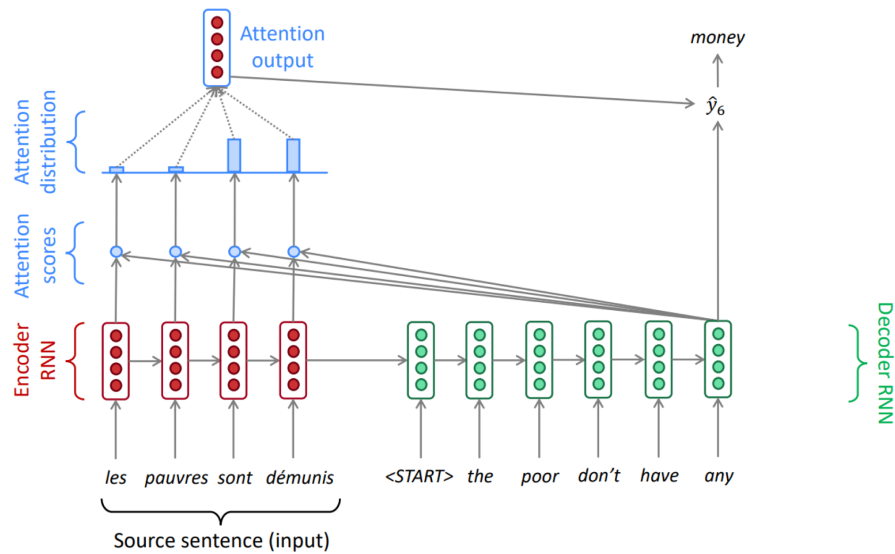 Attention
output
money
ŷ₆
Attention
distribution
Attention
scores
Encoder
RNN
Decoder RNN
les pauvres sont démunis <START> the poor don't have any
Source sentence (input)